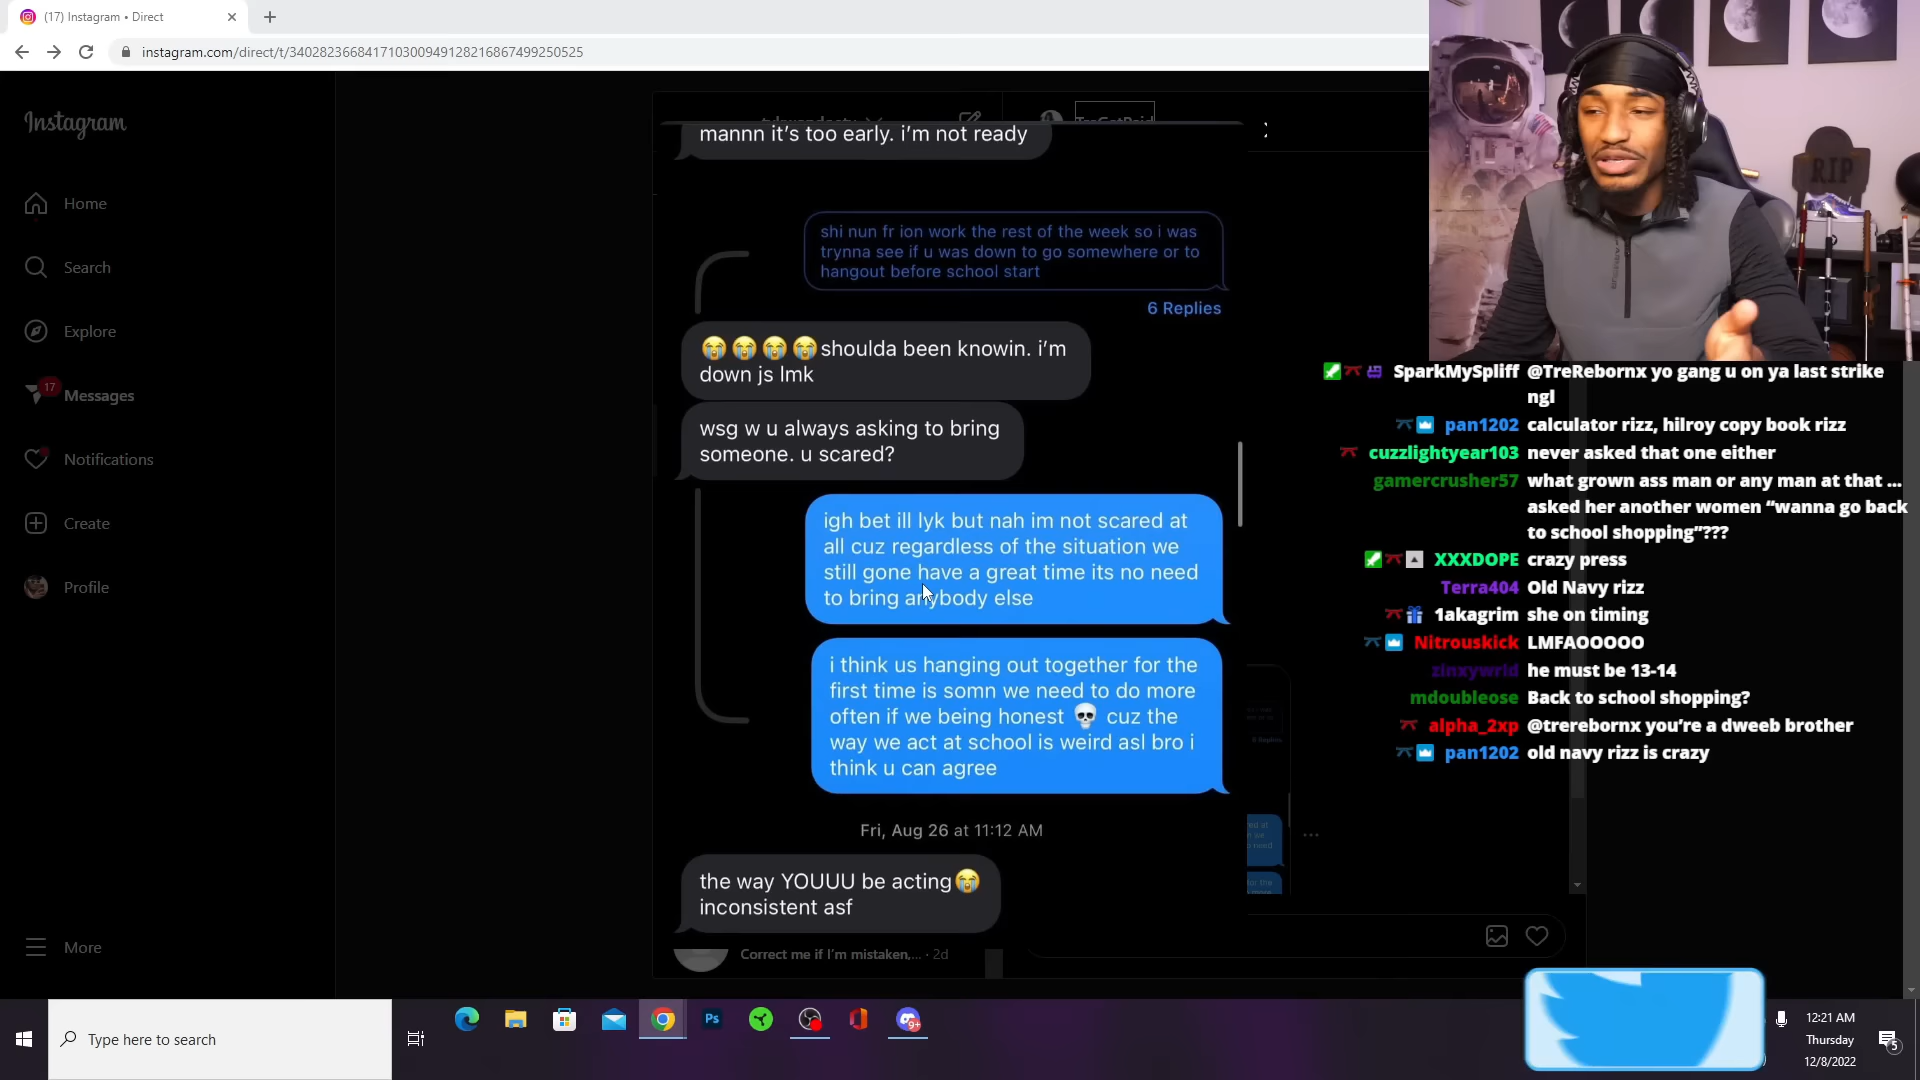 (17) Instagram • Direct
instagram.com/direct/t/340282366841710300949128216867499250525
Instagram
Home
Search
Explore
17
Messages
Notifications
Create
Profile
More
mannn it's too early. i'm not ready
shi nun fr ion work the rest of the week so i was
trynna see if u was down to go somewhere or to
hangout before school start
6 Replies
😭😭😭😭shoulda been knowin. i'm
down js lmk
wsg w u always asking to bring
someone. u scared?
igh bet ill lyk but nah im not scared at
all cuz regardless of the situation we
still gone have a great time its no need
to bring anybody else
i think us hanging out together for the
first time is somn we need to do more
often if we being honest 💀 cuz the
way we act at school is weird asl bro i
think u can agree
Fri, Aug 26 at 11:12 AM
the way YOUUU be acting😭
inconsistent asf
Correct me if I'm mistaken,... · 2d
RIP
SparkMySpliff @TreRebornx yo gang u on ya last strike
ngl
pan1202 calculator rizz, hilroy copy book rizz
cuzzlightyear103 never asked that one either
gamercrusher57 what grown ass man or any man at that ...
asked her another women “wanna go back
to school shopping”???
XXXDOPE crazy press
Terra404 Old Navy rizz
1akagrim she on timing
Nitrouskick LMFAOOOOO
zinxywrld he must be 13-14
mdoubleose Back to school shopping?
alpha_2xp @trerebornx you’re a dweeb brother
pan1202 old navy rizz is crazy
Type here to search
Ps
9+
12:21 AM
Thursday
12/8/2022
5